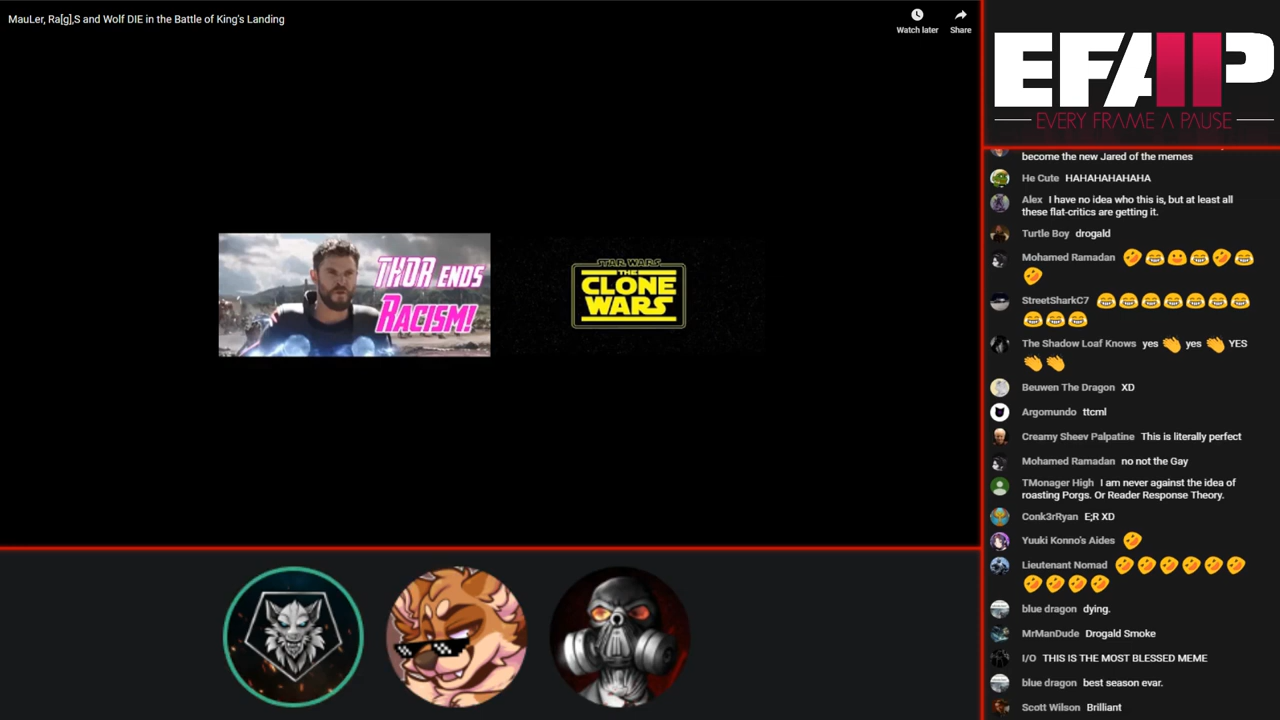 MauLer, Ra[g],S and Wolf DIE in the Battle of King's Landing
Watch later
Share
THOR ENDS
RACISM!
STAR WARS
THE
CLONE
WARS
EFAP
EVERY FRAME A PAUSE
become the new Jared of the memes
He Cute HAHAHAHAHAHA
Alex I have no idea who this is, but at least all
these flat-critics are getting it.
Turtle Boy drogald
Mohamed Ramadan 🤣😂😃😂🤣😂
🤣
StreetSharkC7 😂😂😂😂😂😂😂
😂😂😂
The Shadow Loaf Knows yes 👏 yes 👏 YES
👏👏
Beuwen The Dragon XD
Argomundo ttcml
Creamy Sheev Palpatine This is literally perfect
Mohamed Ramadan no not the Gay
TMonager High I am never against the idea of
roasting Porgs. Or Reader Response Theory.
Conk3rRyan E;R XD
Yuuki Konno's Aides 🤣
Lieutenant Nomad 🤣🤣🤣🤣🤣🤣
🤣🤣🤣🤣
blue dragon dying.
MrManDude Drogald Smoke
I/O THIS IS THE MOST BLESSED MEME
blue dragon best season evar.
Scott Wilson Brilliant